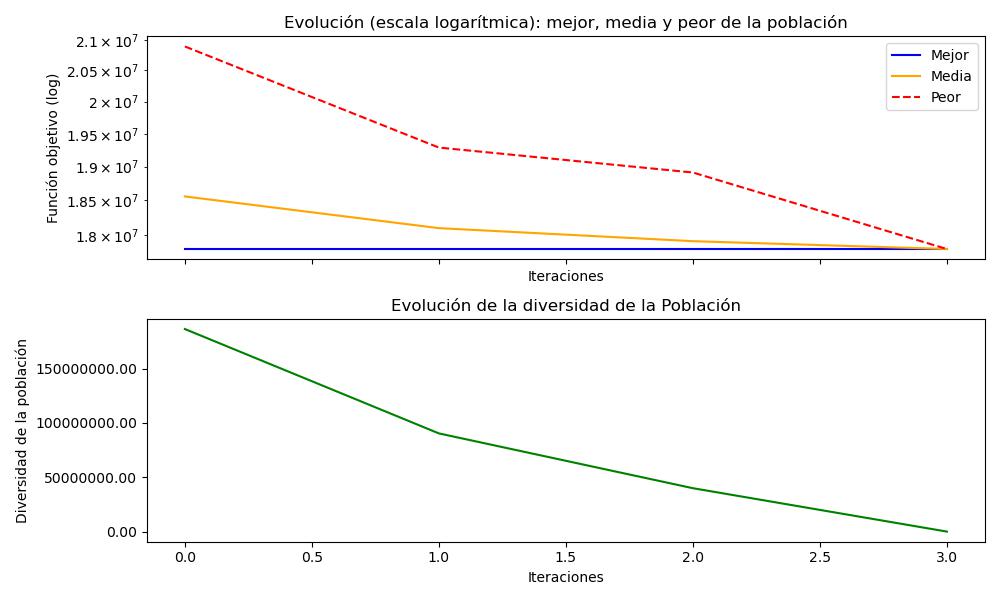 Evolución (escala logarítmica): mejor, media y peor de la población
Función objetivo (log)
2.1 × 10⁷
2.05 × 10⁷
2 × 10⁷
1.95 × 10⁷
1.9 × 10⁷
1.85 × 10⁷
1.8 × 10⁷
Mejor
Media
Peor
Iteraciones
Evolución de la diversidad de la Población
Diversidad de la población
150000000.00
100000000.00
50000000.00
0.00
0.0 0.5 1.0 1.5 2.0 2.5 3.0
Iteraciones